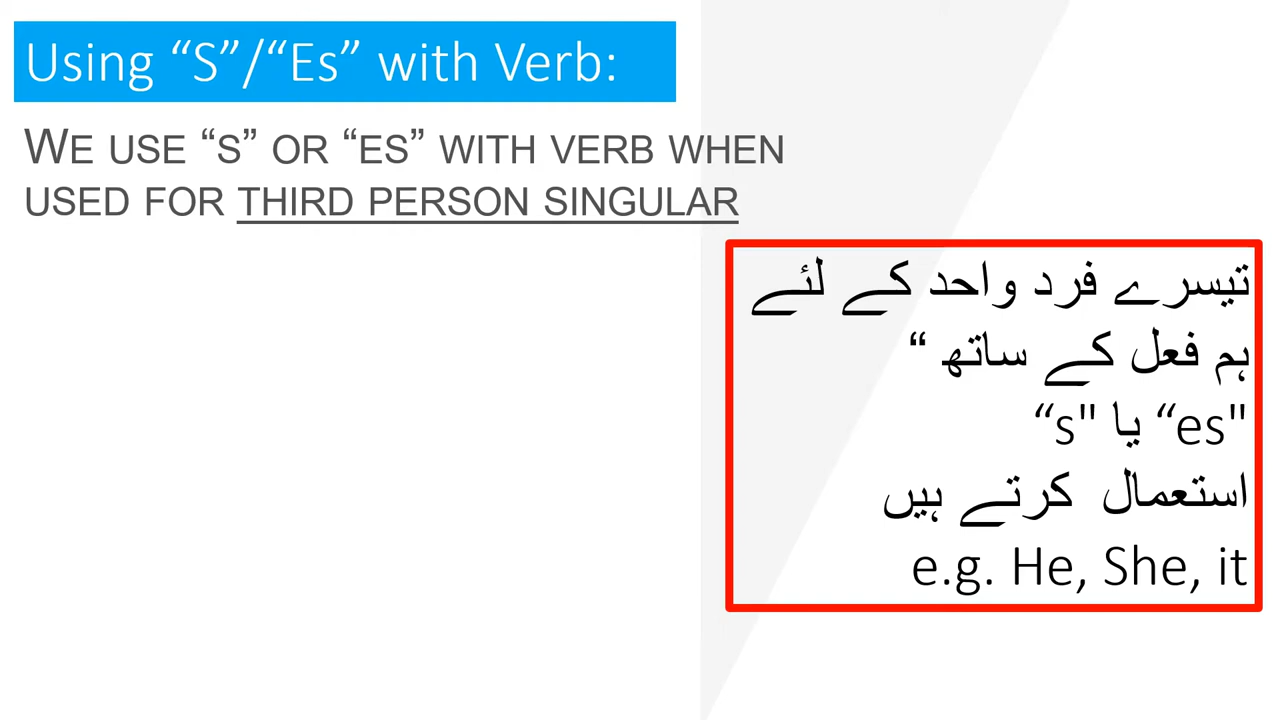 Using “S”/“Es” with Verb:
WE USE “S” OR “ES” WITH VERB WHEN
USED FOR THIRD PERSON SINGULAR
تیسرے فرد واحد کے لئے
ہم فعل کے ساتھ “
“s" یا “es"
استعمال کرتے ہیں
e.g. He, She, it